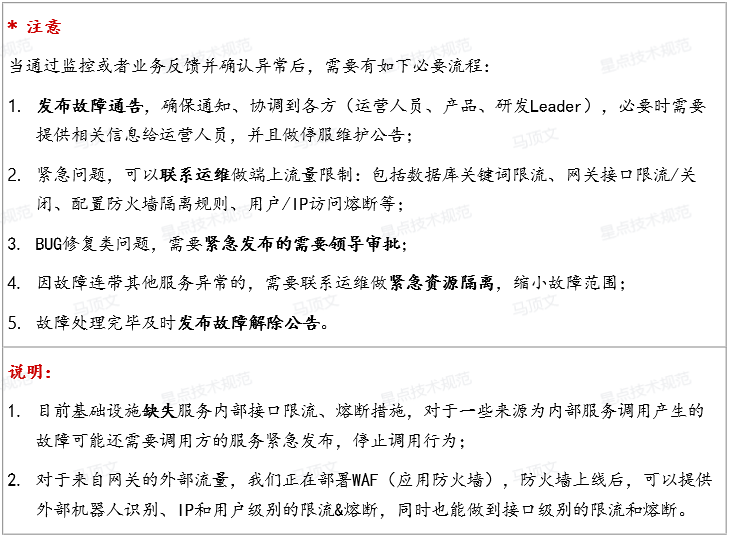 * 注意
当通过监控或者业务反馈并确认异常后，需要有如下必要流程：
1. 发布故障通告，确保通知、协调到各方（运营人员、产品、研发Leader），必要时需要
提供相关信息给运营人员，并且做停服维护公告；
2. 紧急问题，可以联系运维做端上流量限制：包括数据库关键词限流、网关接口限流/关
闭、配置防火墙隔离规则、用户/IP访问熔断等；
3. BUG修复类问题，需要紧急发布的需要领导审批；
4. 因故障连带其他服务异常的，需要联系运维做紧急资源隔离，缩小故障范围；
5. 故障处理完毕及时发布故障解除公告。
说明：
1. 目前基础设施缺失服务内部接口限流、熔断措施，对于一些来源为内部服务调用产生的
故障可能还需要调用方的服务紧急发布，停止调用行为；
2. 对于来自网关的外部流量，我们正在部署WAF（应用防火墙），防火墙上线后，可以提供
外部机器人识别、IP和用户级别的限流&熔断，同时也能做到接口级别的限流和熔断。
星点技术规范
马顶文